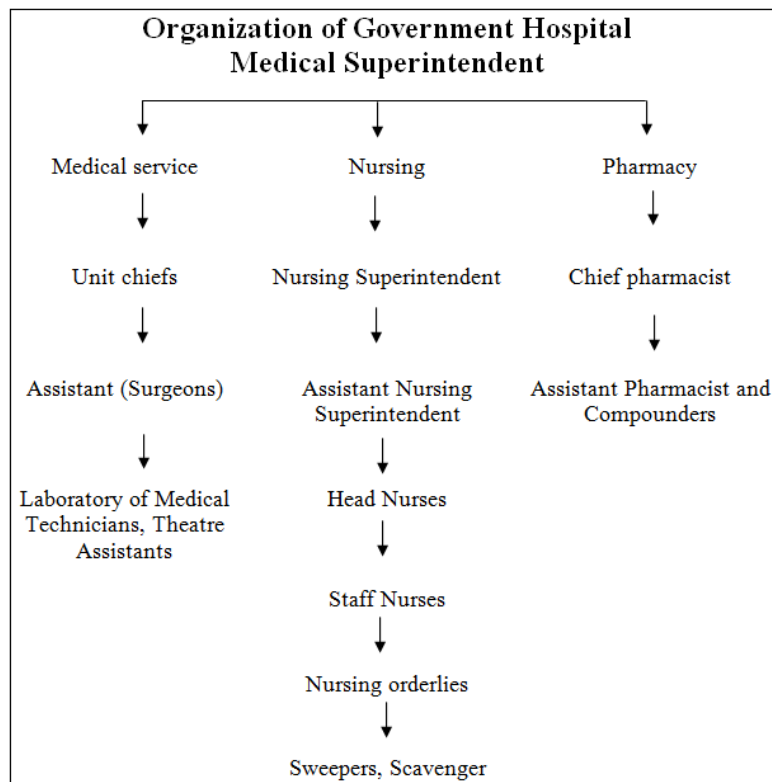 Organization of Government Hospital
Medical Superintendent
Medical service
Nursing
Pharmacy
Unit chiefs
Nursing Superintendent
Chief pharmacist
Assistant (Surgeons)
Assistant Nursing
Superintendent
Assistant Pharmacist and
Compounders
Laboratory of Medical
Technicians, Theatre
Assistants
Head Nurses
Staff Nurses
Nursing orderlies
Sweepers, Scavenger